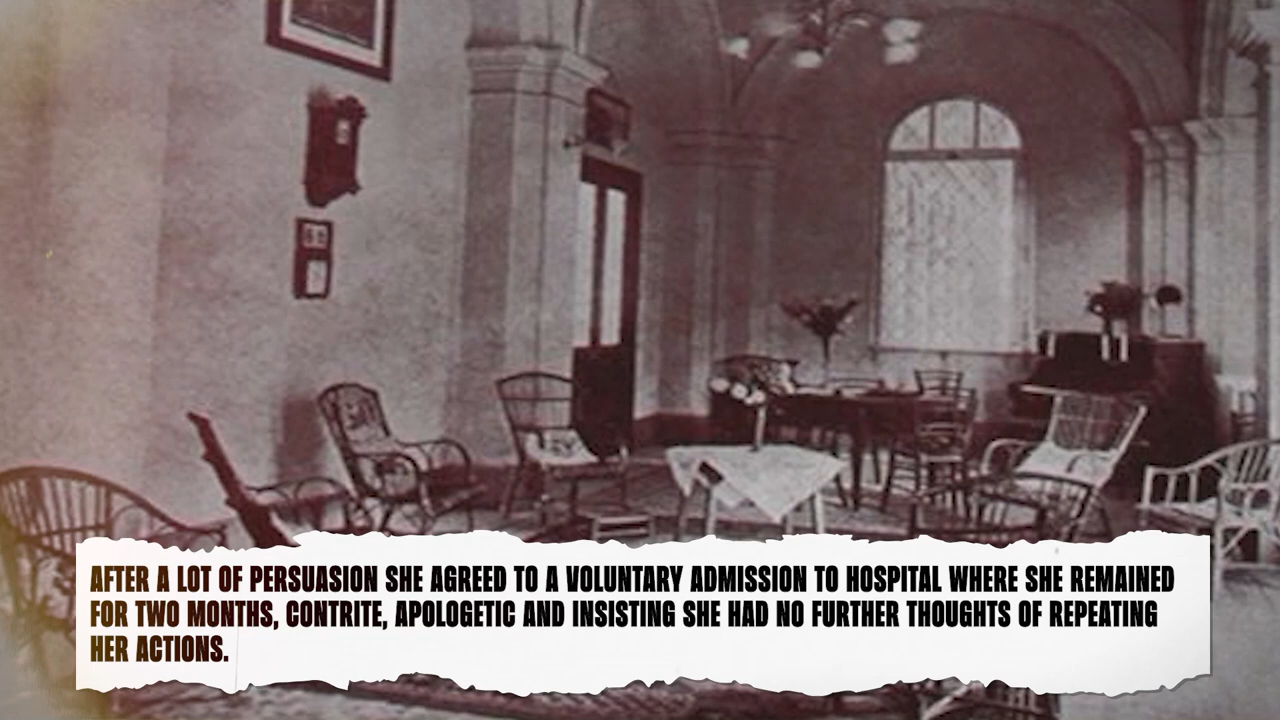 AFTER A LOT OF PERSUASION SHE AGREED TO A VOLUNTARY ADMISSION TO HOSPITAL WHERE SHE REMAINED
FOR TWO MONTHS, CONTRITE, APOLOGETIC AND INSISTING SHE HAD NO FURTHER THOUGHTS OF REPEATING
HER ACTIONS.